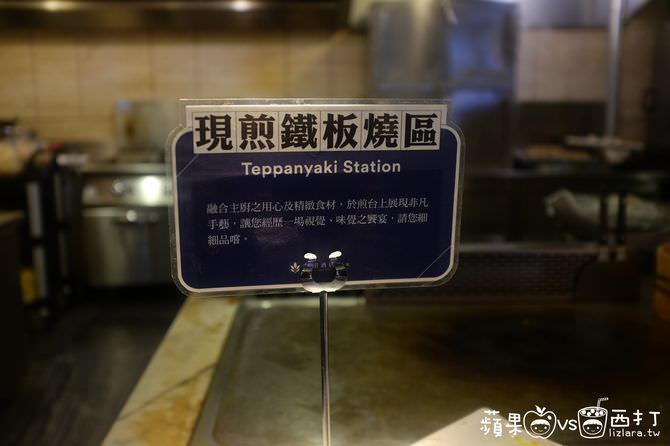 現煎鐵板燒區
Teppanyaki Station
融合主廚之用心及精緻食材，於煎台上展現非凡
手藝，讓您經歷一場視覺、味覺之饗宴，請您細
細品嚐。
蘋果vs西打
lizlara.tw